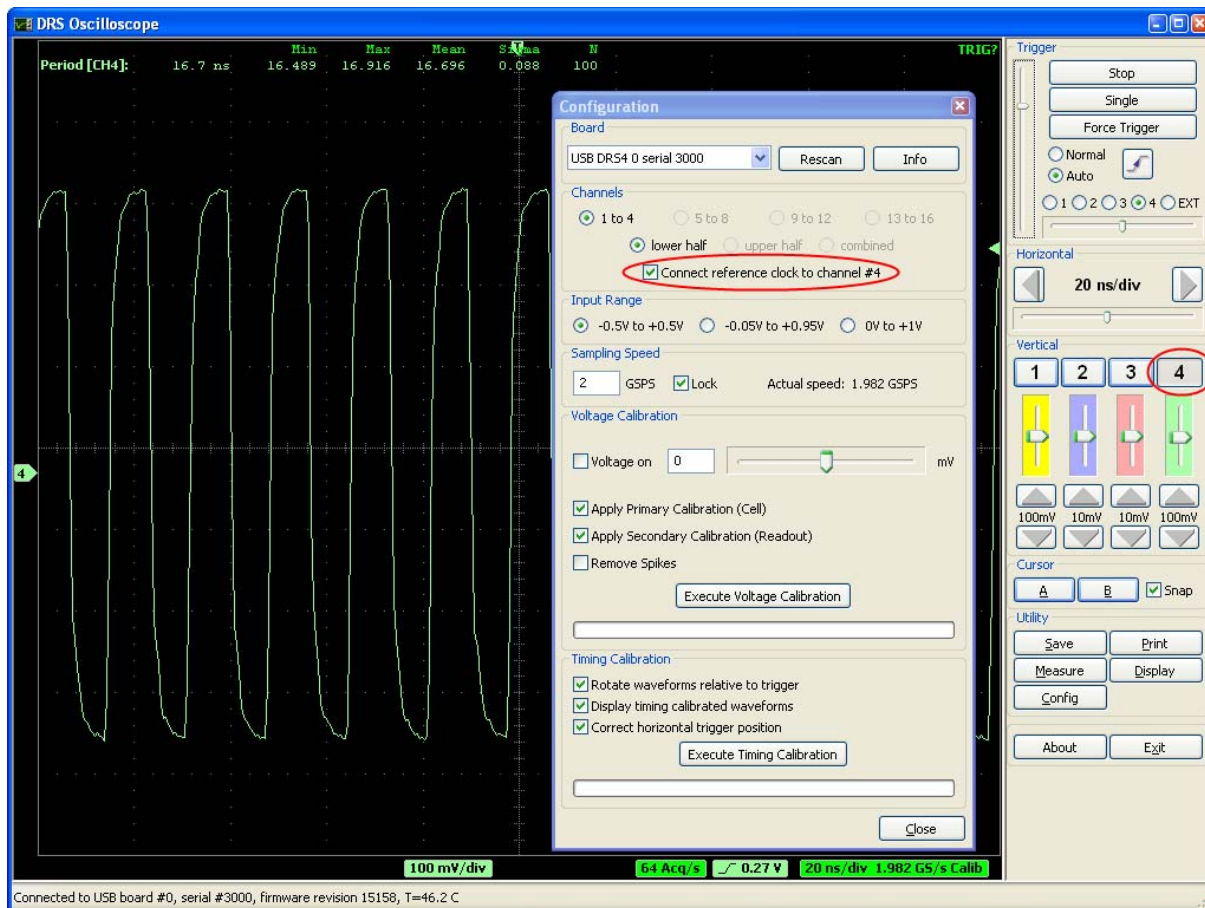 DRS Oscilloscope
Min Max Mean Sigma N
Period [CH4]: 16.7 ns 16.489 16.916 16.696 0.088 100
TRIG?
T
4
100 mV/div
64 Acq/s
0.27 V
20 ns/div 1.982 GS/s Calib
Configuration
Board
USB DRS4 0 serial 3000
Rescan
Info
Channels
1 to 4 5 to 8 9 to 12 13 to 16
lower half upper half combined
Connect reference clock to channel #4
Input Range
-0.5V to +0.5V -0.05V to +0.95V 0V to +1V
Sampling Speed
2 GSPS Lock Actual speed: 1.982 GSPS
Voltage Calibration
Voltage on 0 mV
Apply Primary Calibration (Cell)
Apply Secondary Calibration (Readout)
Remove Spikes
Execute Voltage Calibration
Timing Calibration
Rotate waveforms relative to trigger
Display timing calibrated waveforms
Correct horizontal trigger position
Execute Timing Calibration
Close
Trigger
Stop
Single
Force Trigger
Normal
Auto
1 2 3 4 EXT
Horizontal
20 ns/div
Vertical
1 2 3 4
100mV 10mV 10mV 100mV
Cursor
A B Snap
Utility
Save Print
Measure Display
Config
About Exit
Connected to USB board #0, serial #3000, firmware revision 15158, T=46.2 C